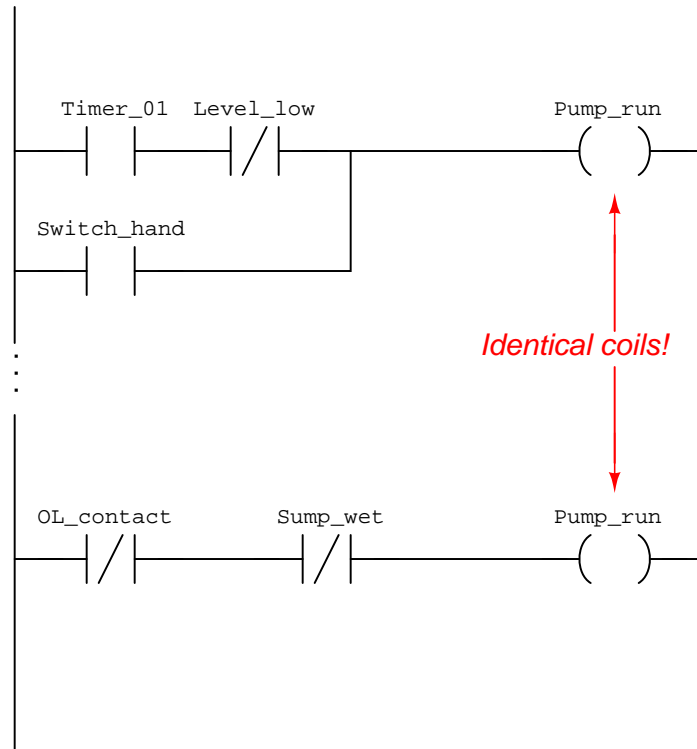 Timer_01 Level_low Pump_run
Switch_hand
Identical coils!
OL_contact Sump_wet Pump_run